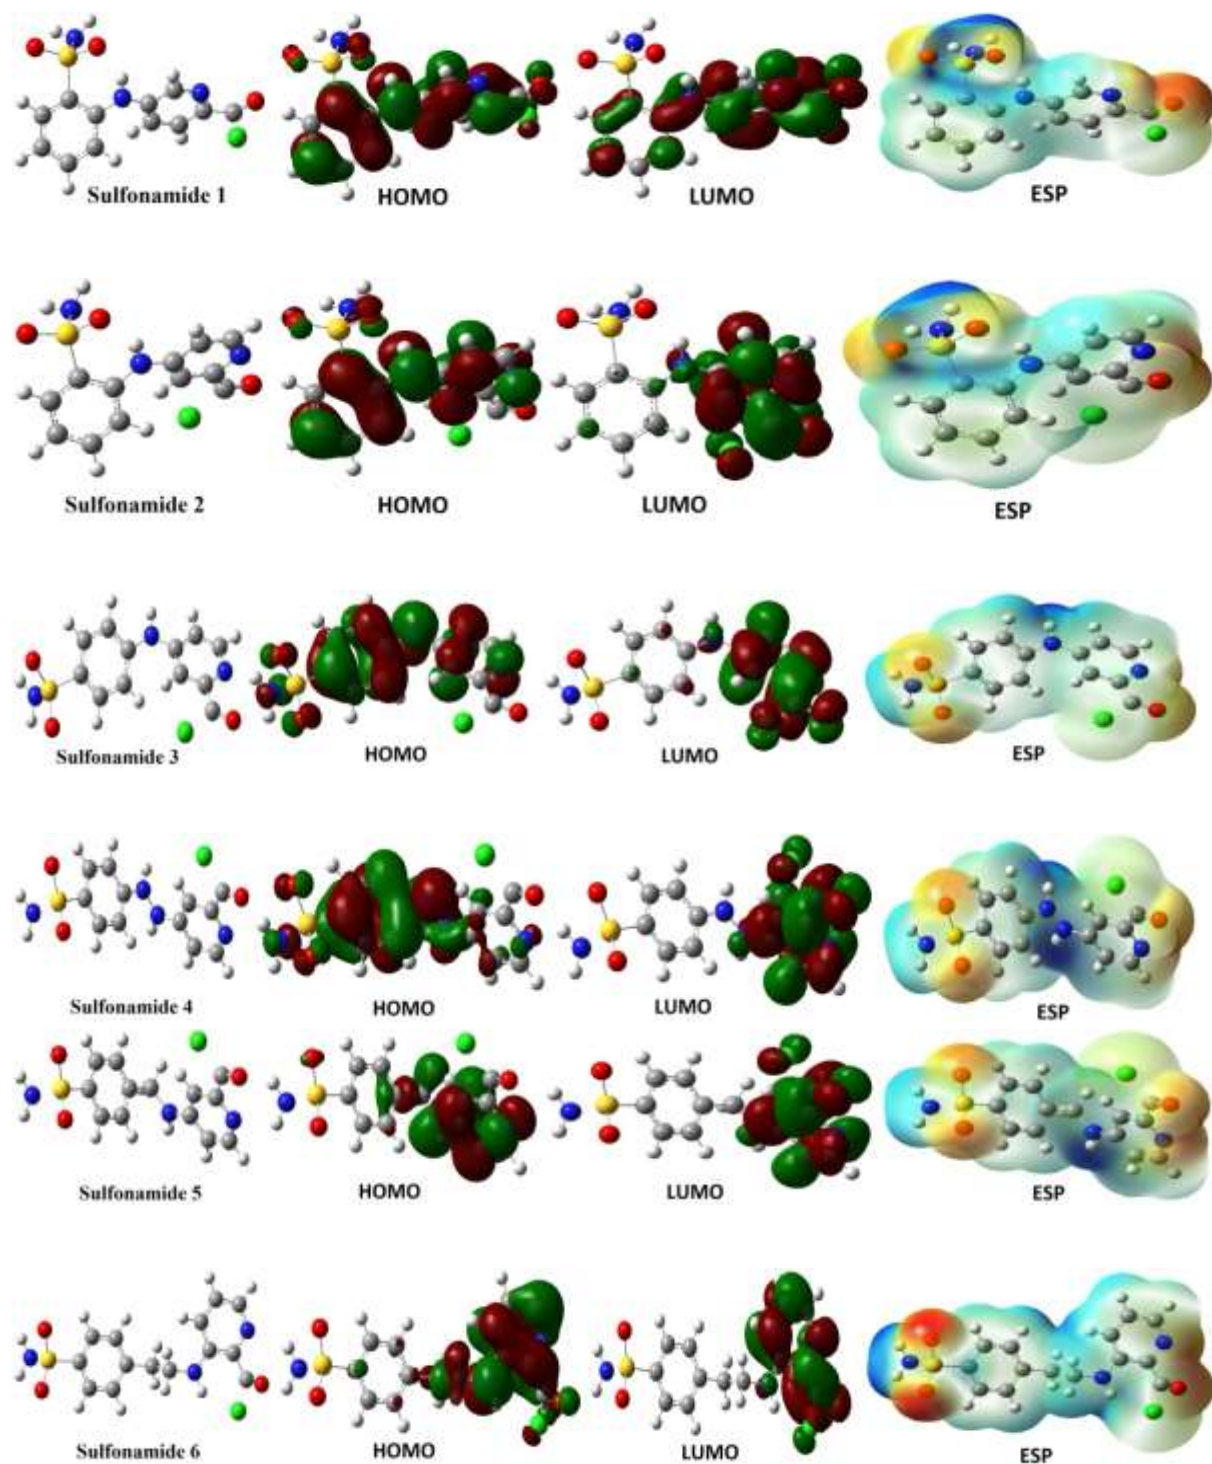 Sulfonamide 1 HOMO LUMO ESP
Sulfonamide 2 HOMO LUMO ESP
Sulfonamide 3 HOMO LUMO ESP
Sulfonamide 4 HOMO LUMO ESP
Sulfonamide 5 HOMO LUMO ESP
Sulfonamide 6 HOMO LUMO ESP